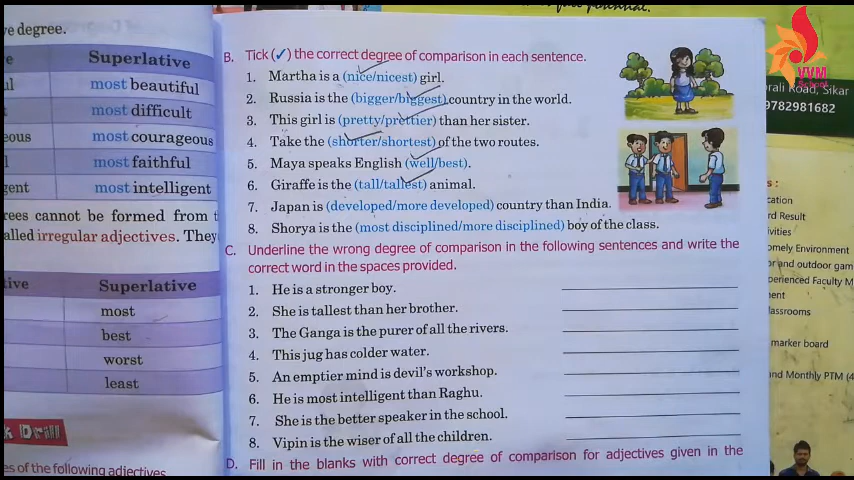 ve degree.
e Superlative
ul most beautiful
t most difficult
eous most courageous
l most faithful
gent most intelligent
rees cannot be formed from t
alled irregular adjectives. They
ive Superlative
most
best
worst
least
k Drill
es of the following adjectives
B. Tick (✓) the correct degree of comparison in each sentence.
1. Martha is a (nice/nicest) girl.
2. Russia is the (bigger/biggest) country in the world.
3. This girl is (pretty/prettier) than her sister.
4. Take the (shorter/shortest) of the two routes.
5. Maya speaks English (well/best).
6. Giraffe is the (tall/tallest) animal.
7. Japan is (developed/more developed) country than India.
8. Shorya is the (most disciplined/more disciplined) boy of the class.
C. Underline the wrong degree of comparison in the following sentences and write the
correct word in the spaces provided.
1. He is a stronger boy.
2. She is tallest than her brother.
3. The Ganga is the purer of all the rivers.
4. This jug has colder water.
5. An emptier mind is devil's workshop.
6. He is most intelligent than Raghu.
7. She is the better speaker in the school.
8. Vipin is the wiser of all the children.
D. Fill in the blanks with correct degree of comparison for adjectives given in the
VVM
School
rali Road, Sikar
9782981682
s :
cation
rd Result
ivities
omely Environment
or and outdoor gam
perienced Faculty M
ent
lassrooms
marker board
nd Monthly PTM (4